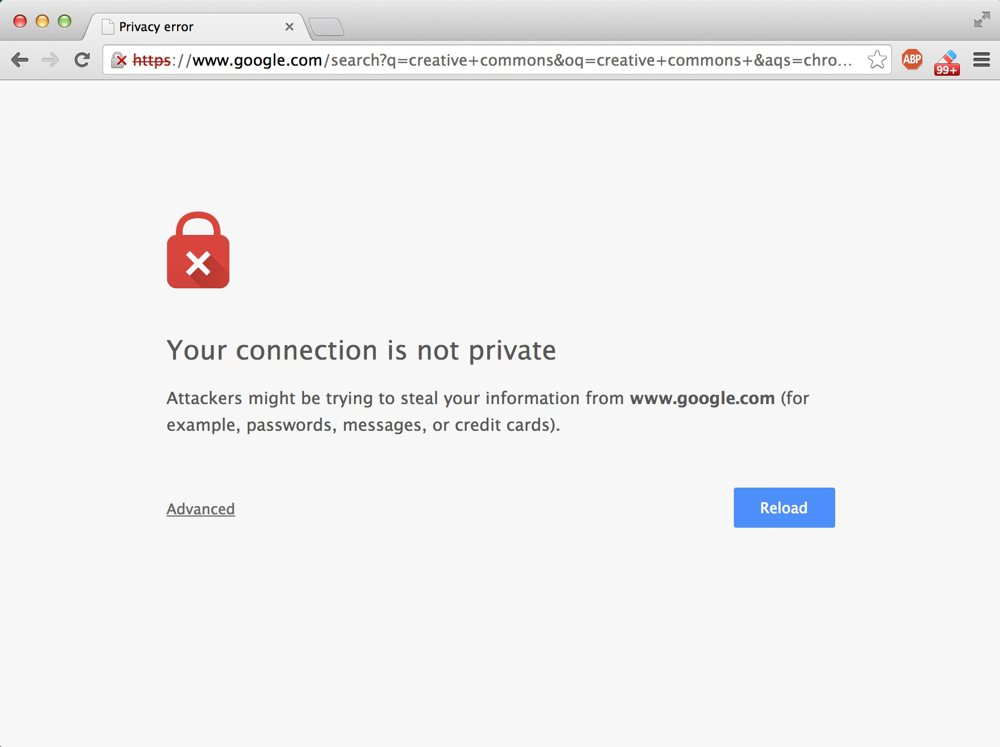 Privacy error
https://www.google.com/search?q=creative+commons&oq=creative+commons+&aqs=chro...
ABP
99+
Your connection is not private
Attackers might be trying to steal your information from www.google.com (for
example, passwords, messages, or credit cards).
Advanced
Reload